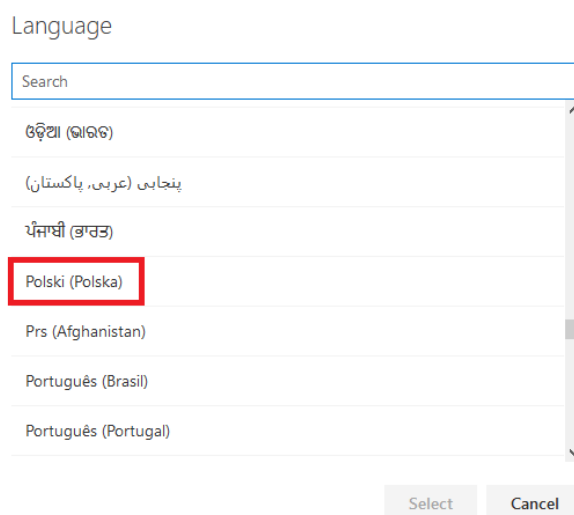 Language
Search
ଓଡ଼ିଆ (ଭାରତ)
پنجابی (عربی, پاکستان)
ਪੰਜਾਬੀ (ਭਾਰਤ)
Polski (Polska)
Prs (Afghanistan)
Português (Brasil)
Português (Portugal)
Select
Cancel